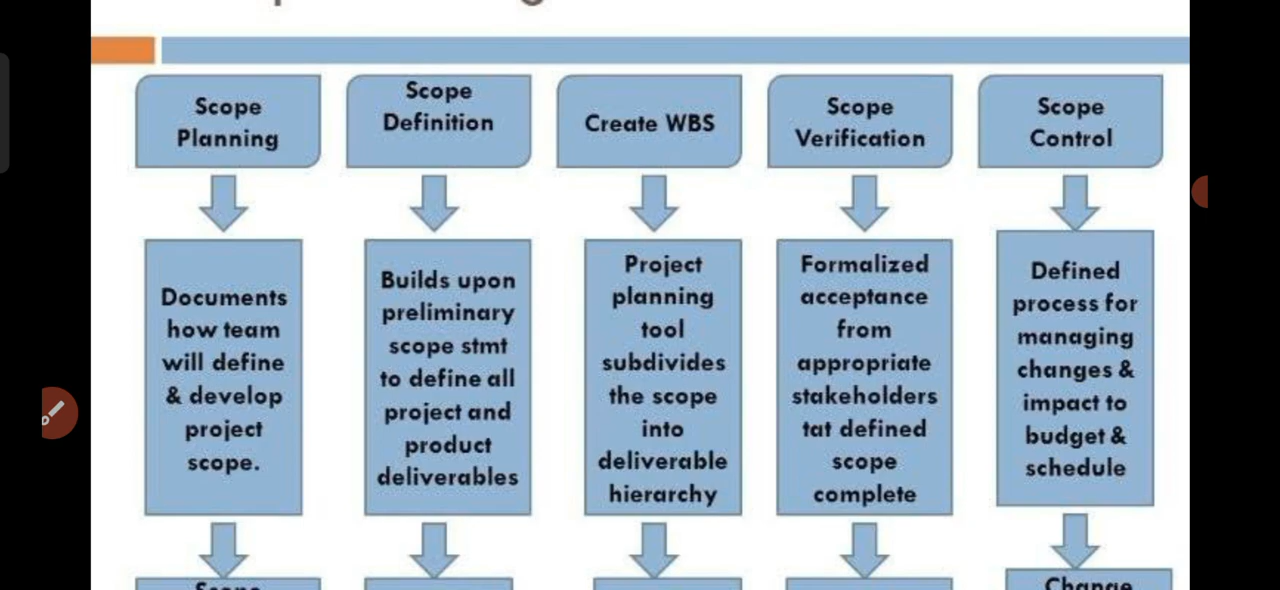 Scope
Planning
Scope
Definition
Create WBS
Scope
Verification
Scope
Control
Documents
how team
will define
& develop
project
scope.
Builds upon
preliminary
scope stmt
to define all
project and
product
deliverables
Project
planning
tool
subdivides
the scope
into
deliverable
hierarchy
Formalized
acceptance
from
appropriate
stakeholders
tat defined
scope
complete
Defined
process for
managing
changes &
impact to
budget &
schedule
Scope
Change